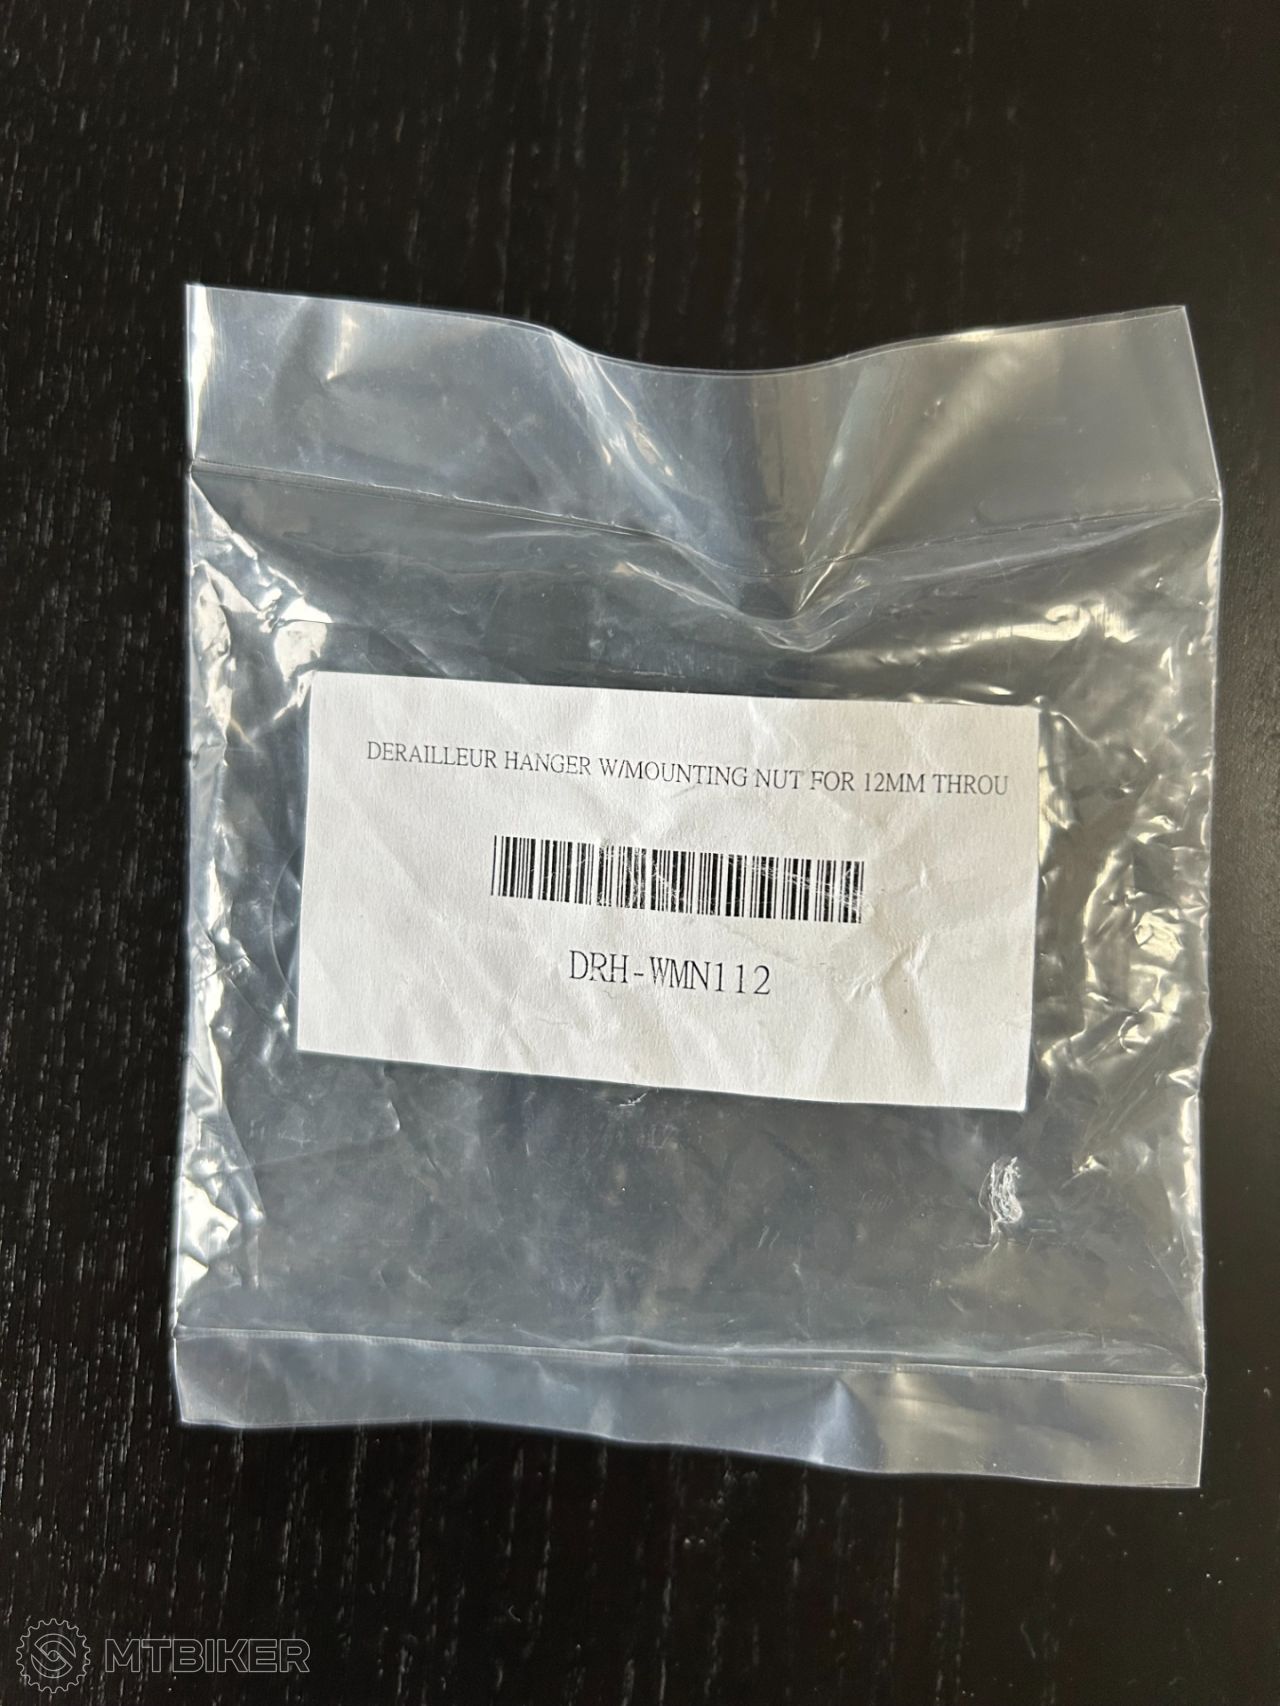 DERAILLEUR HANGER W/MOUNTING NUT FOR 12MM THROU
DRH-WMN112
MTBIKER